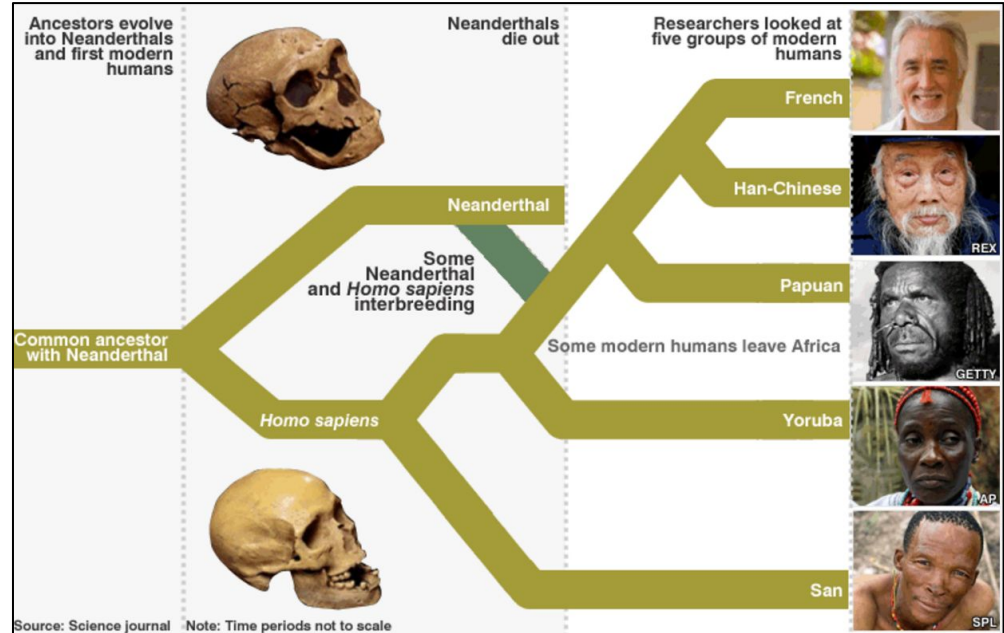 Ancestors evolve
into Neanderthals
and first modern
humans
Neanderthals
die out
Researchers looked at
five groups of modern
humans
French
Han-Chinese
REX
Neanderthal
Some
Neanderthal
and Homo sapiens
interbreeding
Papuan
GETTY
Common ancestor
with Neanderthal
Some modern humans leave Africa
Homo sapiens
Yoruba
AP
San
SPL
Source: Science journal
Note: Time periods not to scale